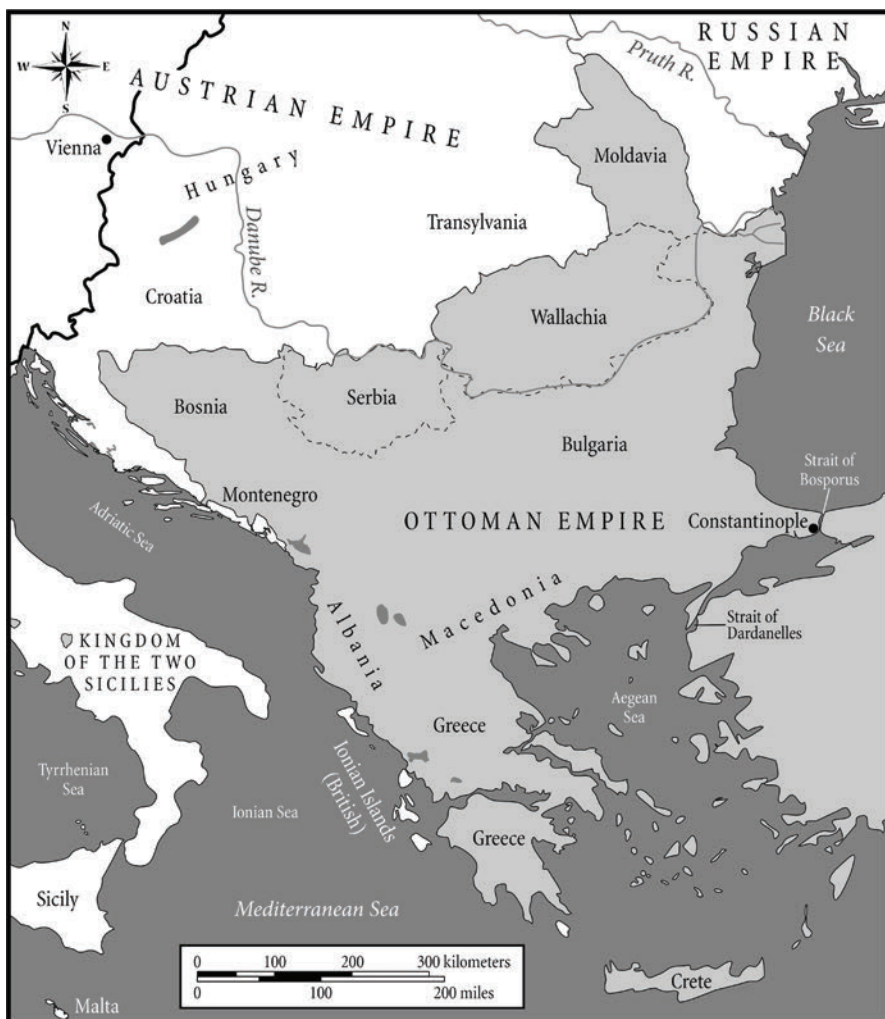 N
W E
S
RUSSIAN
EMPIRE
Pruth R.
AUSTRIAN EMPIRE
Vienna
Hungary
Moldavia
Danube R.
Transylvania
Croatia
Wallachia
Black
Sea
Bosnia
Serbia
Bulgaria
Strait of
Bosporus
Montenegro
OTTOMAN EMPIRE
Constantinople
Adriatic Sea
Macedonia
Albania
Strait of
Dardanelles
KINGDOM
OF THE TWO
SICILIES
Aegean
Sea
Greece
Tyrrhenian
Sea
Ionian Sea
Ionian Islands
(British)
Greece
Sicily
Mediterranean Sea
0 100 200 300 kilometers
0 100 200 miles
Crete
Malta